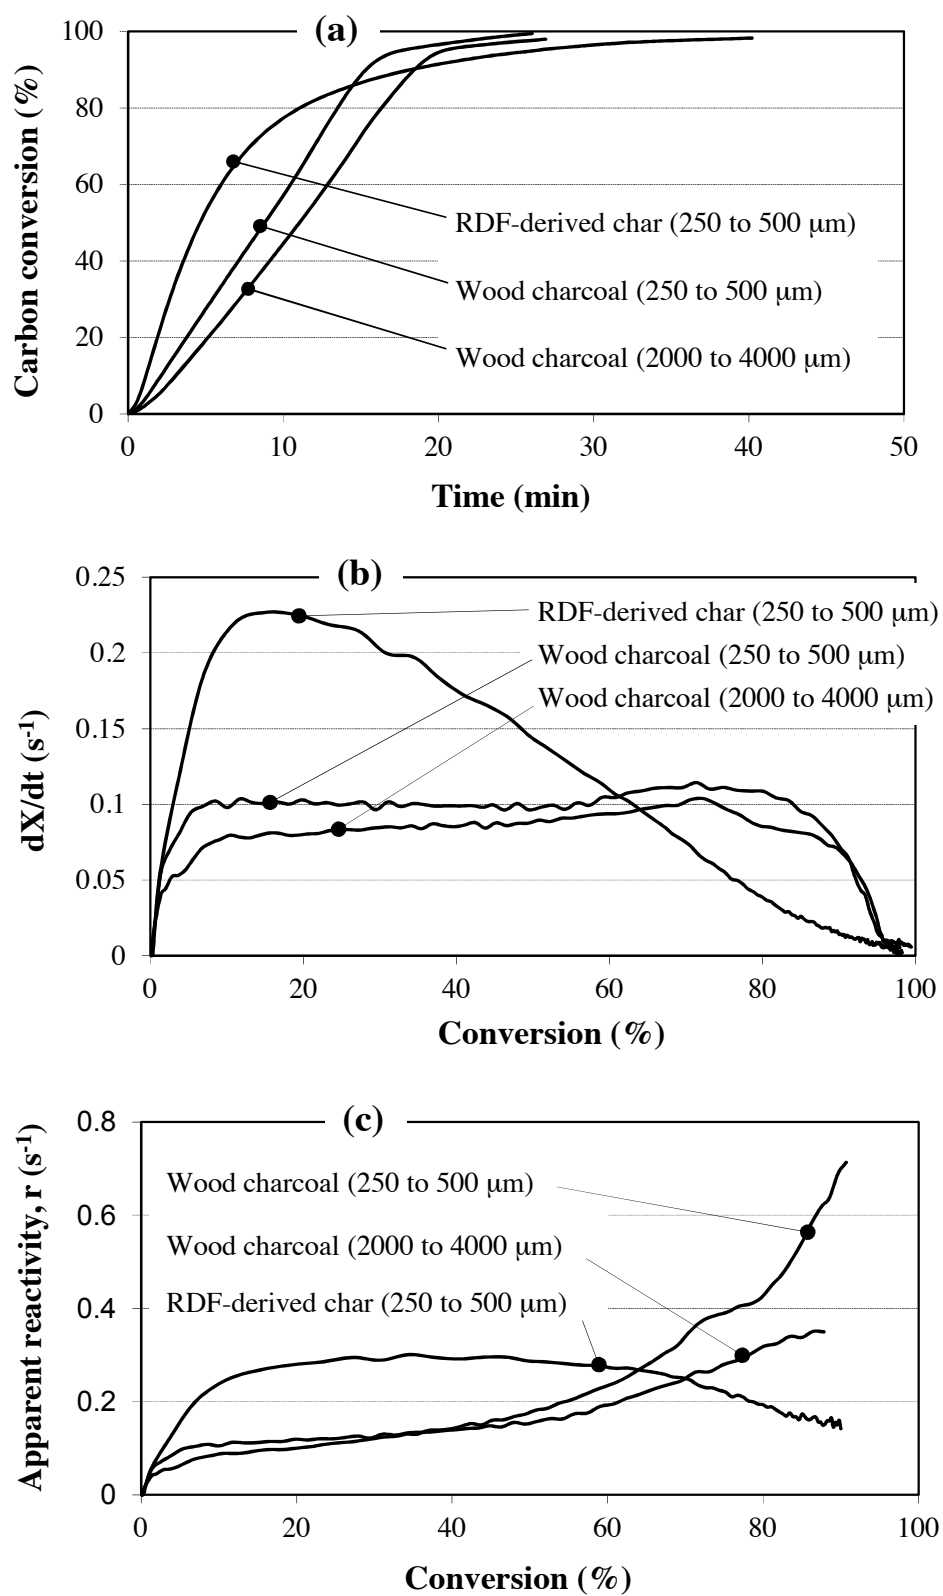 (a)
100
80
60
40
20
0
Carbon conversion (%)
RDF-derived char (250 to 500 μm)
Wood charcoal (250 to 500 μm)
Wood charcoal (2000 to 4000 μm)
0 10 20 30 40 50
Time (min)
(b)
0.25
0.2
0.15
0.1
0.05
0
dX/dt (s-1)
RDF-derived char (250 to 500 μm)
Wood charcoal (250 to 500 μm)
Wood charcoal (2000 to 4000 μm)
0 20 40 60 80 100
Conversion (%)
(c)
0.8
0.6
0.4
0.2
0
Apparent reactivity, r (s-1)
Wood charcoal (250 to 500 μm)
Wood charcoal (2000 to 4000 μm)
RDF-derived char (250 to 500 μm)
0 20 40 60 80 100
Conversion (%)